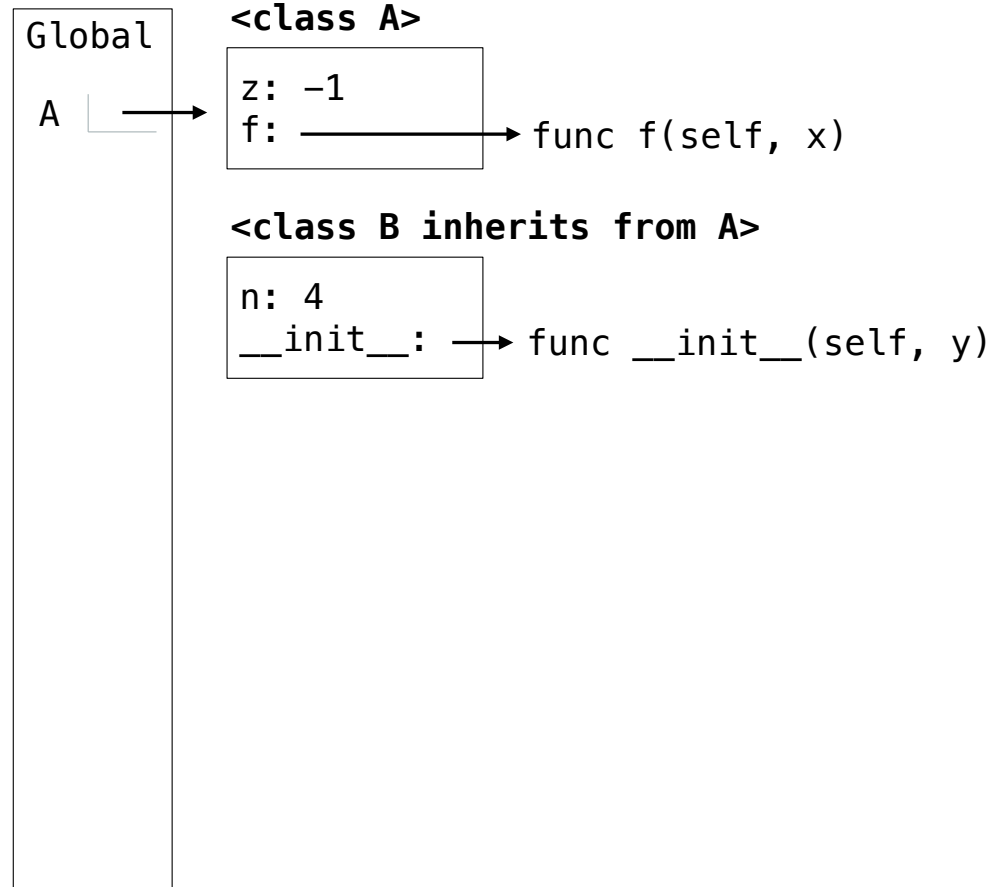 Global
A
<class A>
z: −1
f:
func f(self, x)
<class B inherits from A>
n: 4
__init__:
func __init__(self, y)